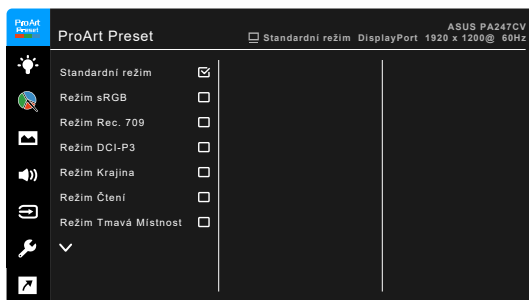 ProArt
Preset
ProArt Preset
ASUS PA247CV
Standardní režim DisplayPort 1920 x 1200@ 60Hz
Standardní režim
Režim sRGB
Režim Rec. 709
Režim DCI-P3
Režim Krajina
Režim Čtení
Režim Tmavá Místnost